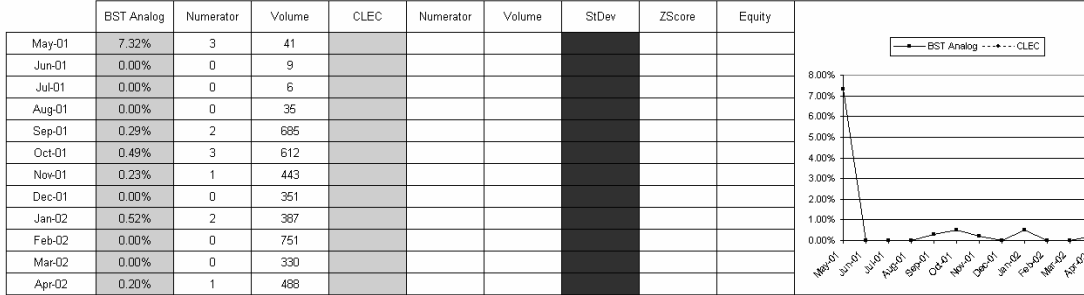 BST Analog Numerator Volume CLEC Numerator Volume StDev ZScore Equity
May-01 7.32% 3 41
Jun-01 0.00% 0 9
Jul-01 0.00% 0 6
Aug-01 0.00% 0 35
Sep-01 0.29% 2 685
Oct-01 0.49% 3 612
Nov-01 0.23% 1 443
Dec-01 0.00% 0 351
Jan-02 0.52% 2 387
Feb-02 0.00% 0 751
Mar-02 0.00% 0 330
Apr-02 0.20% 1 488
BST Analog CLEC
8.00%
7.00%
6.00%
5.00%
4.00%
3.00%
2.00%
1.00%
0.00%
May-01 Jun-01 Jul-01 Aug-01 Sep-01 Oct-01 Nov-01 Dec-01 Jan-02 Feb-02 Mar-02 Apr-02